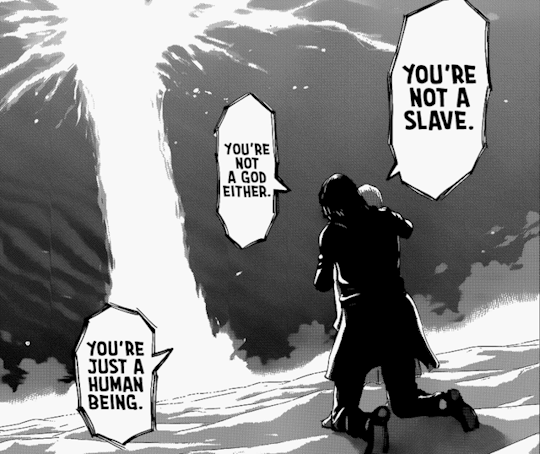 YOU'RE
NOT A
SLAVE.
YOU'RE
NOT
A GOD
EITHER.
YOU'RE
JUST A
HUMAN
BEING.